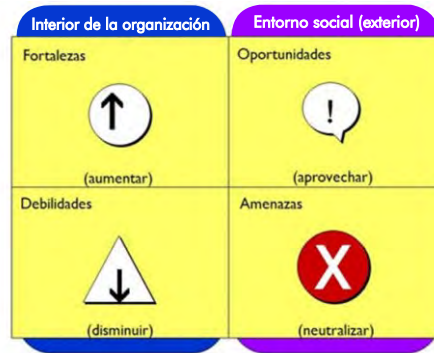 Interior de la organización
Entorno social (exterior)
Fortalezas
Oportunidades
!
(aumentar)
(aprovechar)
Debilidades
Amenazas
X
(disminuir)
(neutralizar)